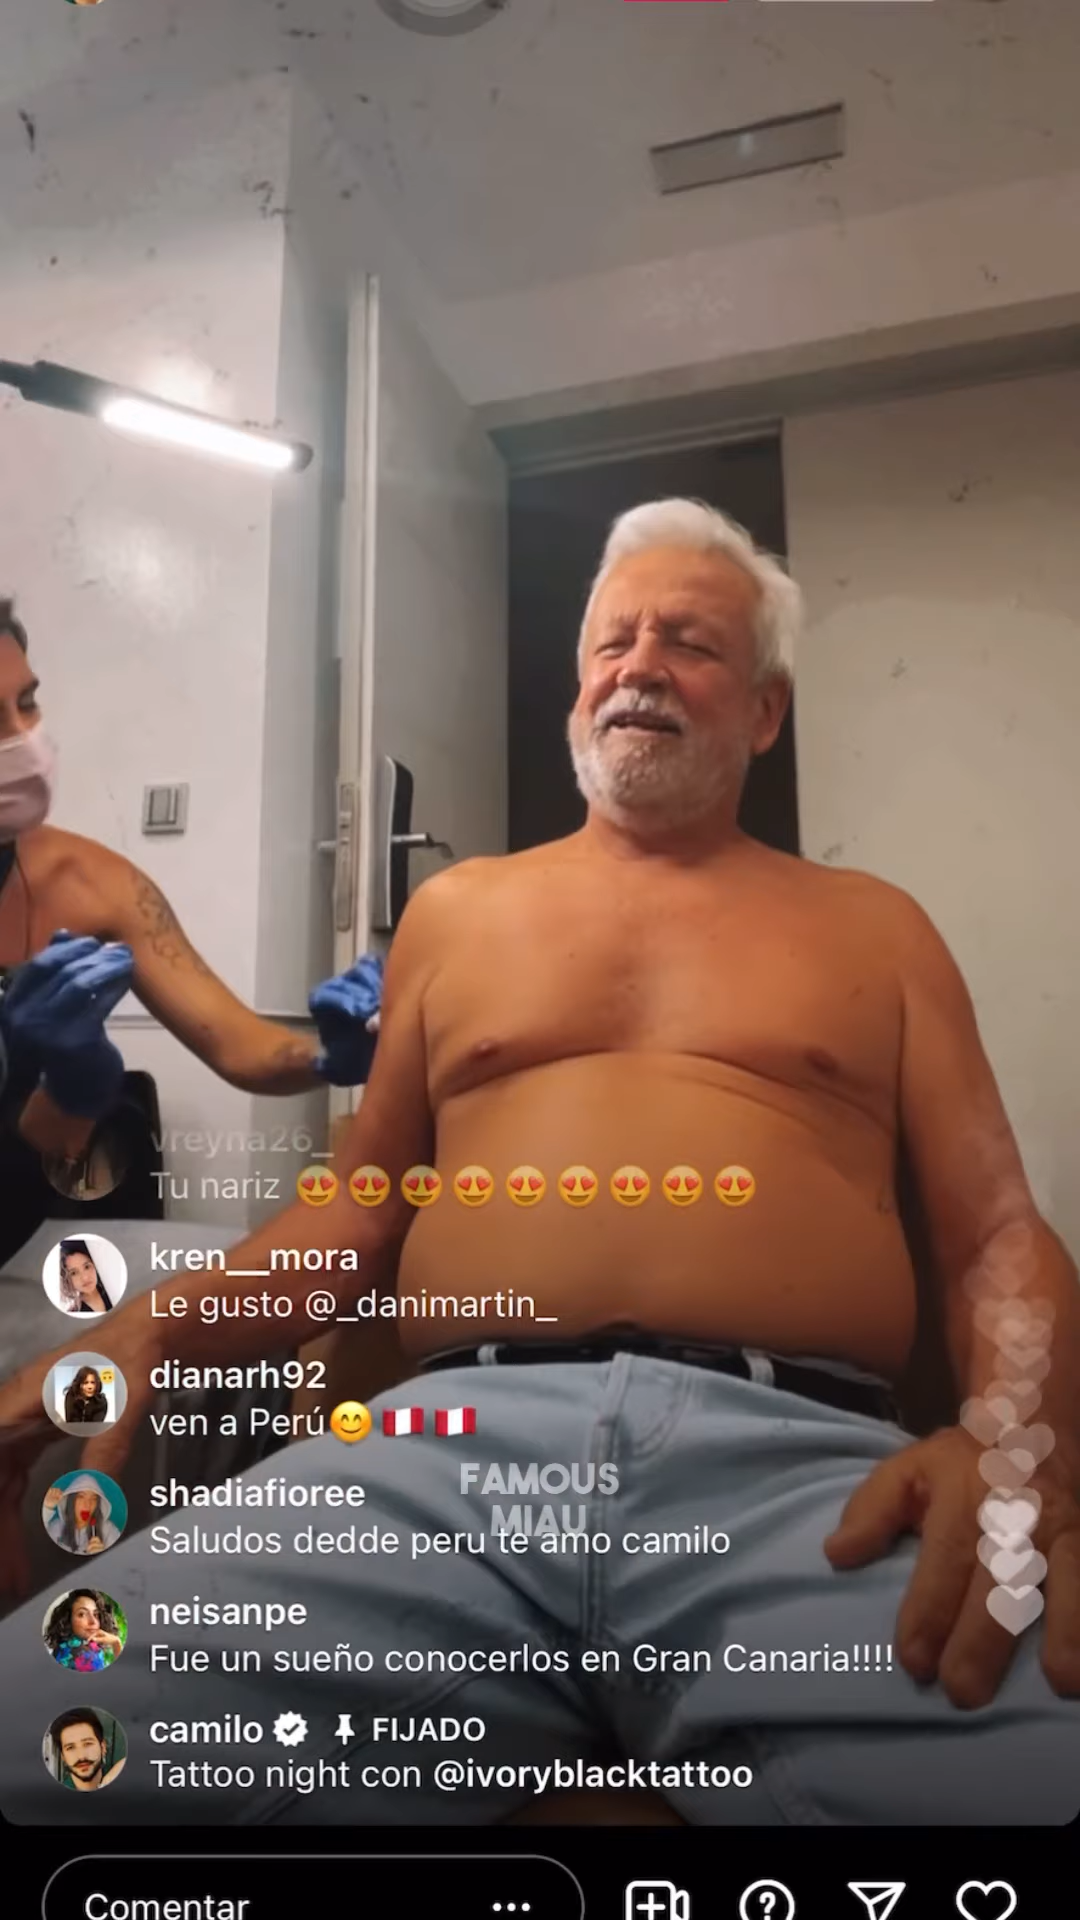 vreyna26_
Tu nariz 😍😍😍😍😍😍😍😍😍
kren__mora
Le gusto @_danimartin_
dianarh92
ven a Perú😊🇵🇪🇵🇪
FAMOUS
MIAU
shadiafioree
Saludos dedde peru te amo camilo
neisanpe
Fue un sueño conocerlos en Gran Canaria!!!!
camilo FIJADO
Tattoo night con @ivoryblacktattoo
Comentar